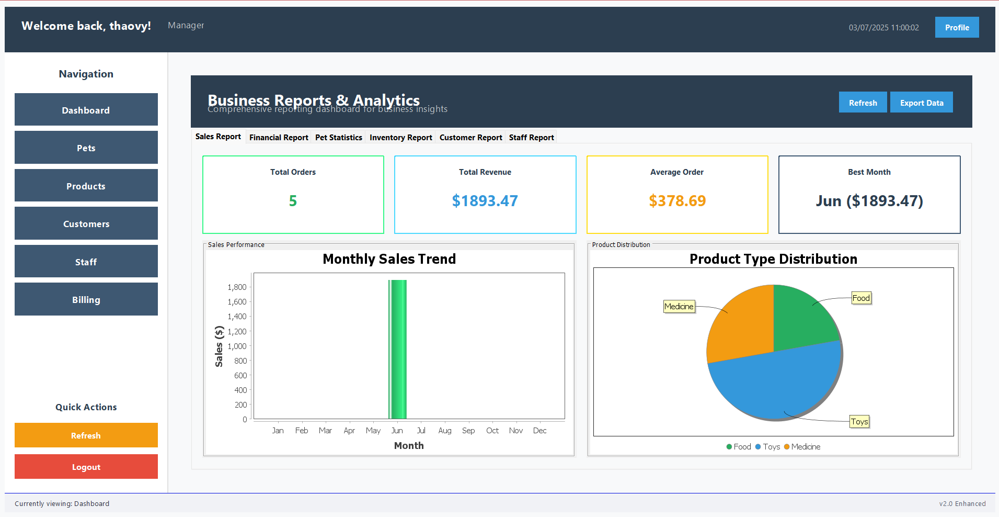 Welcome back, thaovy!
Manager
03/07/2025 11:00:02
Profile
Navigation
Dashboard
Pets
Products
Customers
Staff
Billing
Quick Actions
Refresh
Logout
Business Reports & Analytics
Comprehensive reporting dashboard for business insights
Refresh
Export Data
Sales Report
Financial Report
Pet Statistics
Inventory Report
Customer Report
Staff Report
Total Orders
5
Total Revenue
$1893.47
Average Order
$378.69
Best Month
Jun ($1893.47)
Sales Performance
Monthly Sales Trend
Sales ($)
1,800
1,600
1,400
1,200
1,000
800
600
400
200
0
Jan Feb Mar Apr May Jun Jul Aug Sep Oct Nov Dec
Month
Product Distribution
Product Type Distribution
Food
Medicine
Toys
Food Toys Medicine
Currently viewing: Dashboard
v2.0 Enhanced